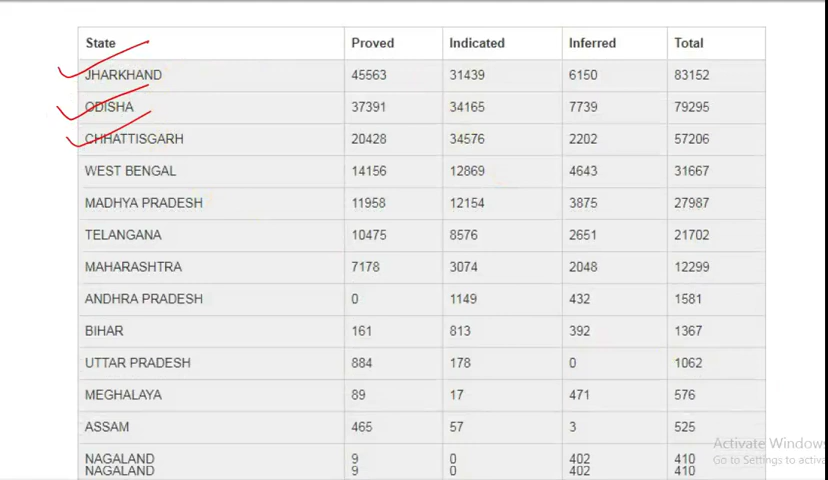 State Proved Indicated Inferred Total
JHARKHAND 45563 31439 6150 83152
ODISHA 37391 34165 7739 79295
CHHATTISGARH 20428 34576 2202 57206
WEST BENGAL 14156 12869 4643 31667
MADHYA PRADESH 11958 12154 3875 27987
TELANGANA 10475 8576 2651 21702
MAHARASHTRA 7178 3074 2048 12299
ANDHRA PRADESH 0 1149 432 1581
BIHAR 161 813 392 1367
UTTAR PRADESH 884 178 0 1062
MEGHALAYA 89 17 471 576
ASSAM 465 57 3 525
NAGALAND 9 0 402 410
NAGALAND 9 0 402 410
Activate Windows
Go to Settings to activa